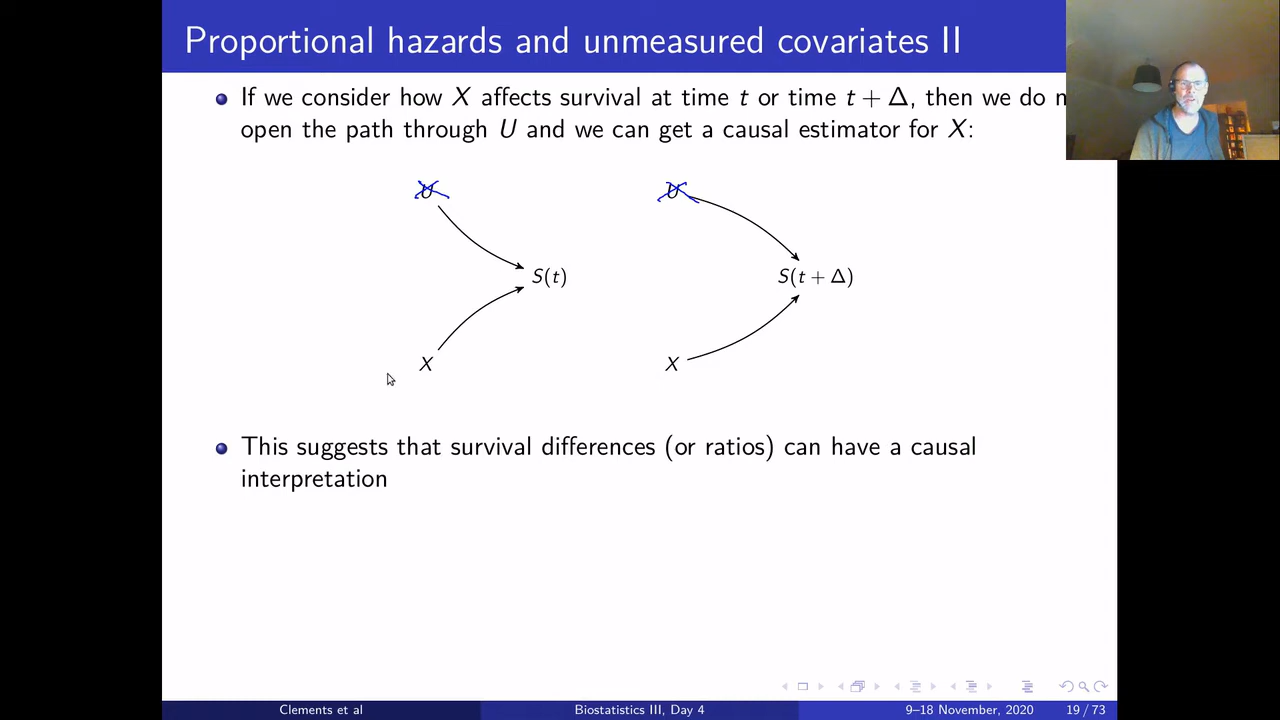 Proportional hazards and unmeasured covariates II
If we consider how X affects survival at time t or time t + Δ, then we do
open the path through U and we can get a causal estimator for X:
U U
S(t) S(t + Δ)
X X
This suggests that survival differences (or ratios) can have a causal
interpretation
Clements et al Biostatistics III, Day 4 9–18 November, 2020 19 / 73